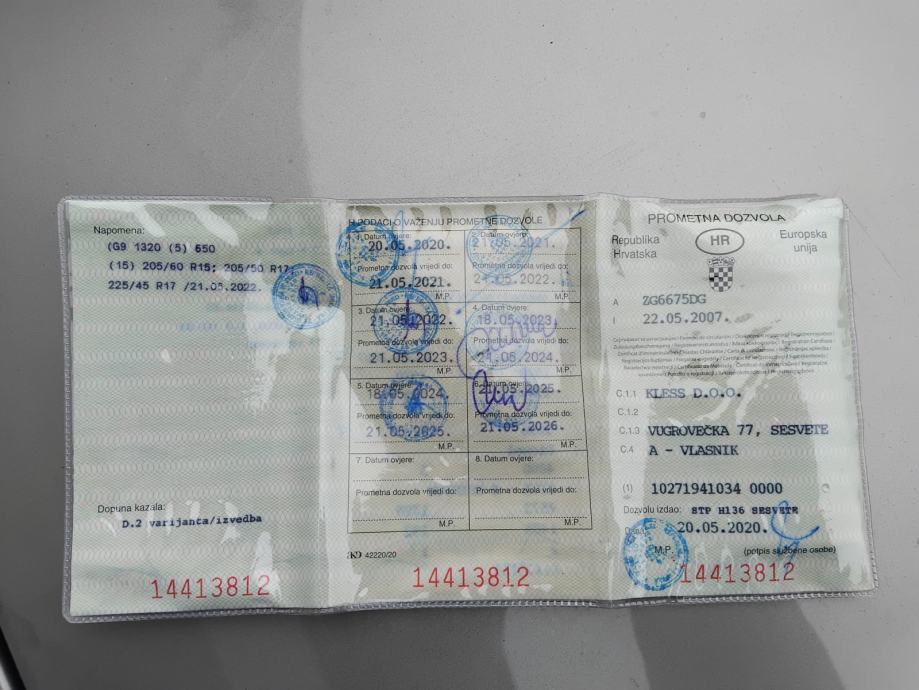 Napomena:
(G9 1320 (5) 650
(15) 205/60 R15; 205/50 R17;
225/45 R17 /21.05.2022.
Dopuna kazala:
D.2 varijanta/izvedba
14413812
H PODACI O VAŽENJU PROMETNE DOZVOLE
1. Datum ovjere:
20.05.2020.
Prometna dozvola vrijedi do:
21.05.2021.
M.P.
2. Datum ovjere:
21.05.2021.
Prometna dozvola vrijedi do:
21.05.2022.
M.P.
3. Datum ovjere:
21.05.2022.
Prometna dozvola vrijedi do:
21.05.2023.
M.P.
4. Datum ovjere:
18.05.2023.
Prometna dozvola vrijedi do:
21.05.2024.
M.P.
5. Datum ovjere:
18.05.2024.
Prometna dozvola vrijedi do:
21.05.2025.
M.P.
6. Datum ovjere:
05.2025.
Prometna dozvola vrijedi do:
21.05.2026.
M.P.
7. Datum ovjere:
Prometna dozvola vrijedi do:
M.P.
8. Datum ovjere:
Prometna dozvola vrijedi do:
M.P.
42220/20
14413812
PROMETNA DOZVOLA
Republika
Hrvatska
HR
Europska
unija
A ZG6675DG
I 22.05.2007.
C.1.1 KLESS D.O.O.
C.1.2
C.1.3 VUGROVEČKA 77, SESVETE
C.4 A - VLASNIK
(1) 10271941034 0000
Dozvolu izdao: STP H136 SESVETE
20.05.2020.
M.P. (potpis službene osobe)
14413812